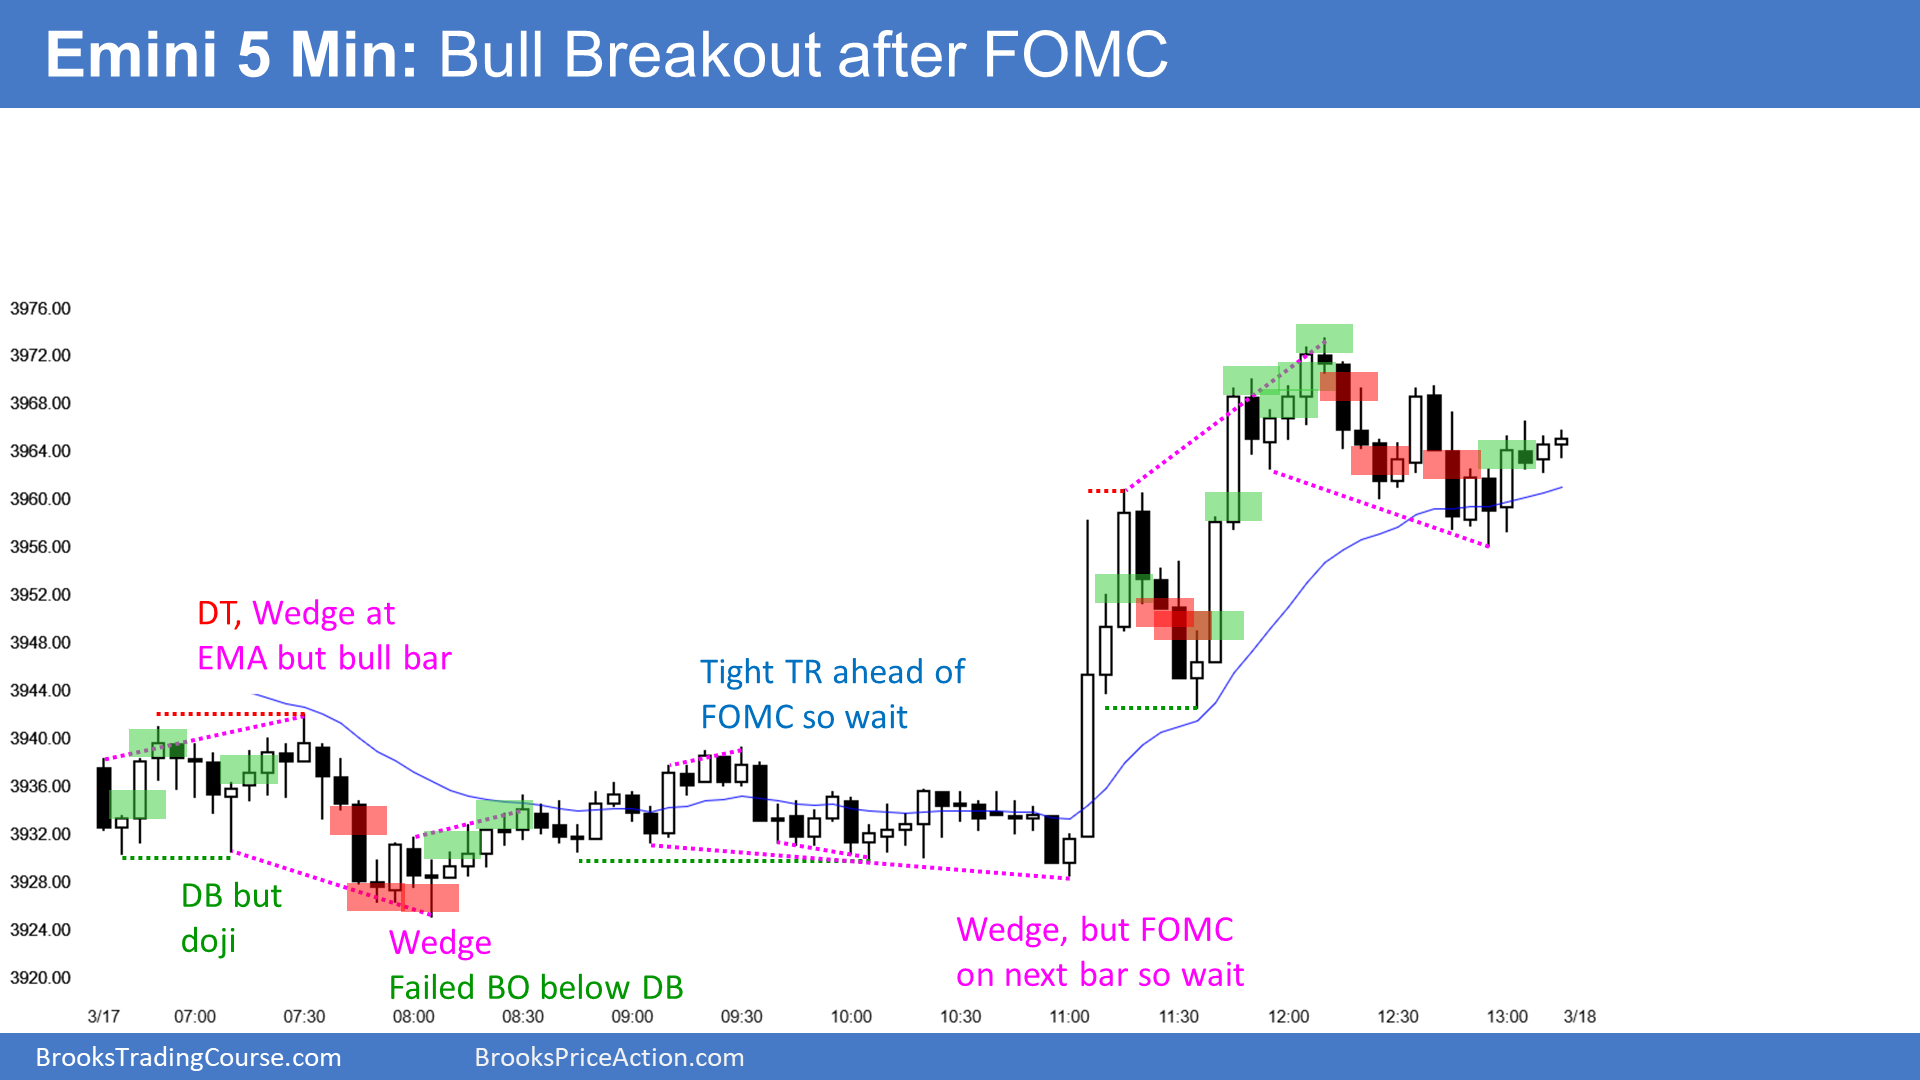 Emini 5 Min: Bull Breakout after FOMC
3976.00
3972.00
3968.00
3964.00
3960.00
3956.00
3952.00
3948.00
3944.00
3940.00
3936.00
3932.00
3928.00
3924.00
3920.00
DT, Wedge at
EMA but bull bar
DB but
doji
Wedge
Failed BO below DB
Tight TR ahead of
FOMC so wait
Wedge, but FOMC
on next bar so wait
3/17 07:00 07:30 08:00 08:30 09:00 09:30 10:00 10:30 11:00 11:30 12:00 12:30 13:00 3/18
BrooksTradingCourse.com BrooksPriceAction.com